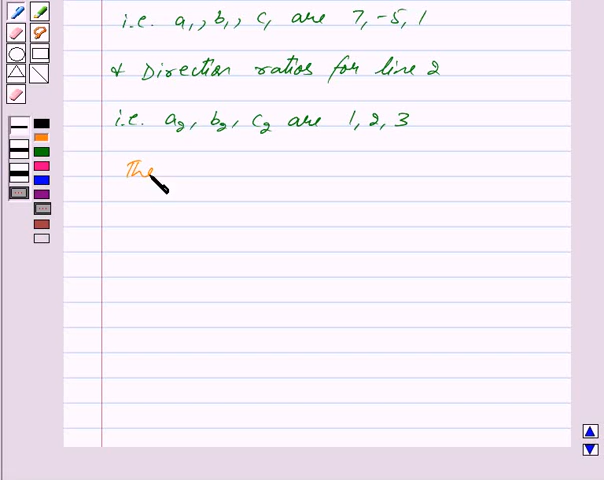 i.e. a₁, b₁, c₁ are 7, -5, 1
& Direction ratios for line 2
i.e. a₂, b₂, c₂ are 1, 2, 3
The